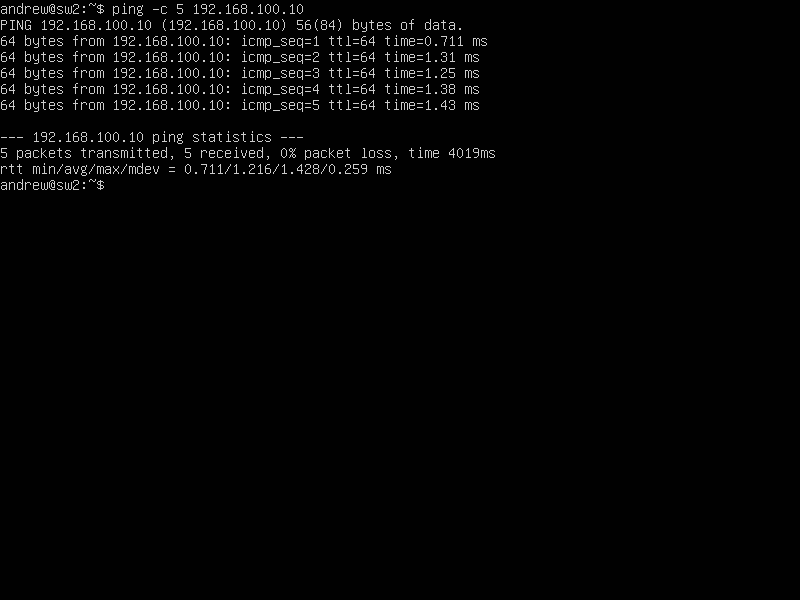 andrew@sw2:~$ ping -c 5 192.168.100.10
PING 192.168.100.10 (192.168.100.10) 56(84) bytes of data.
64 bytes from 192.168.100.10: icmp_seq=1 ttl=64 time=0.711 ms
64 bytes from 192.168.100.10: icmp_seq=2 ttl=64 time=1.31 ms
64 bytes from 192.168.100.10: icmp_seq=3 ttl=64 time=1.25 ms
64 bytes from 192.168.100.10: icmp_seq=4 ttl=64 time=1.38 ms
64 bytes from 192.168.100.10: icmp_seq=5 ttl=64 time=1.43 ms
--- 192.168.100.10 ping statistics ---
5 packets transmitted, 5 received, 0% packet loss, time 4019ms
rtt min/avg/max/mdev = 0.711/1.216/1.428/0.259 ms
andrew@sw2:~$